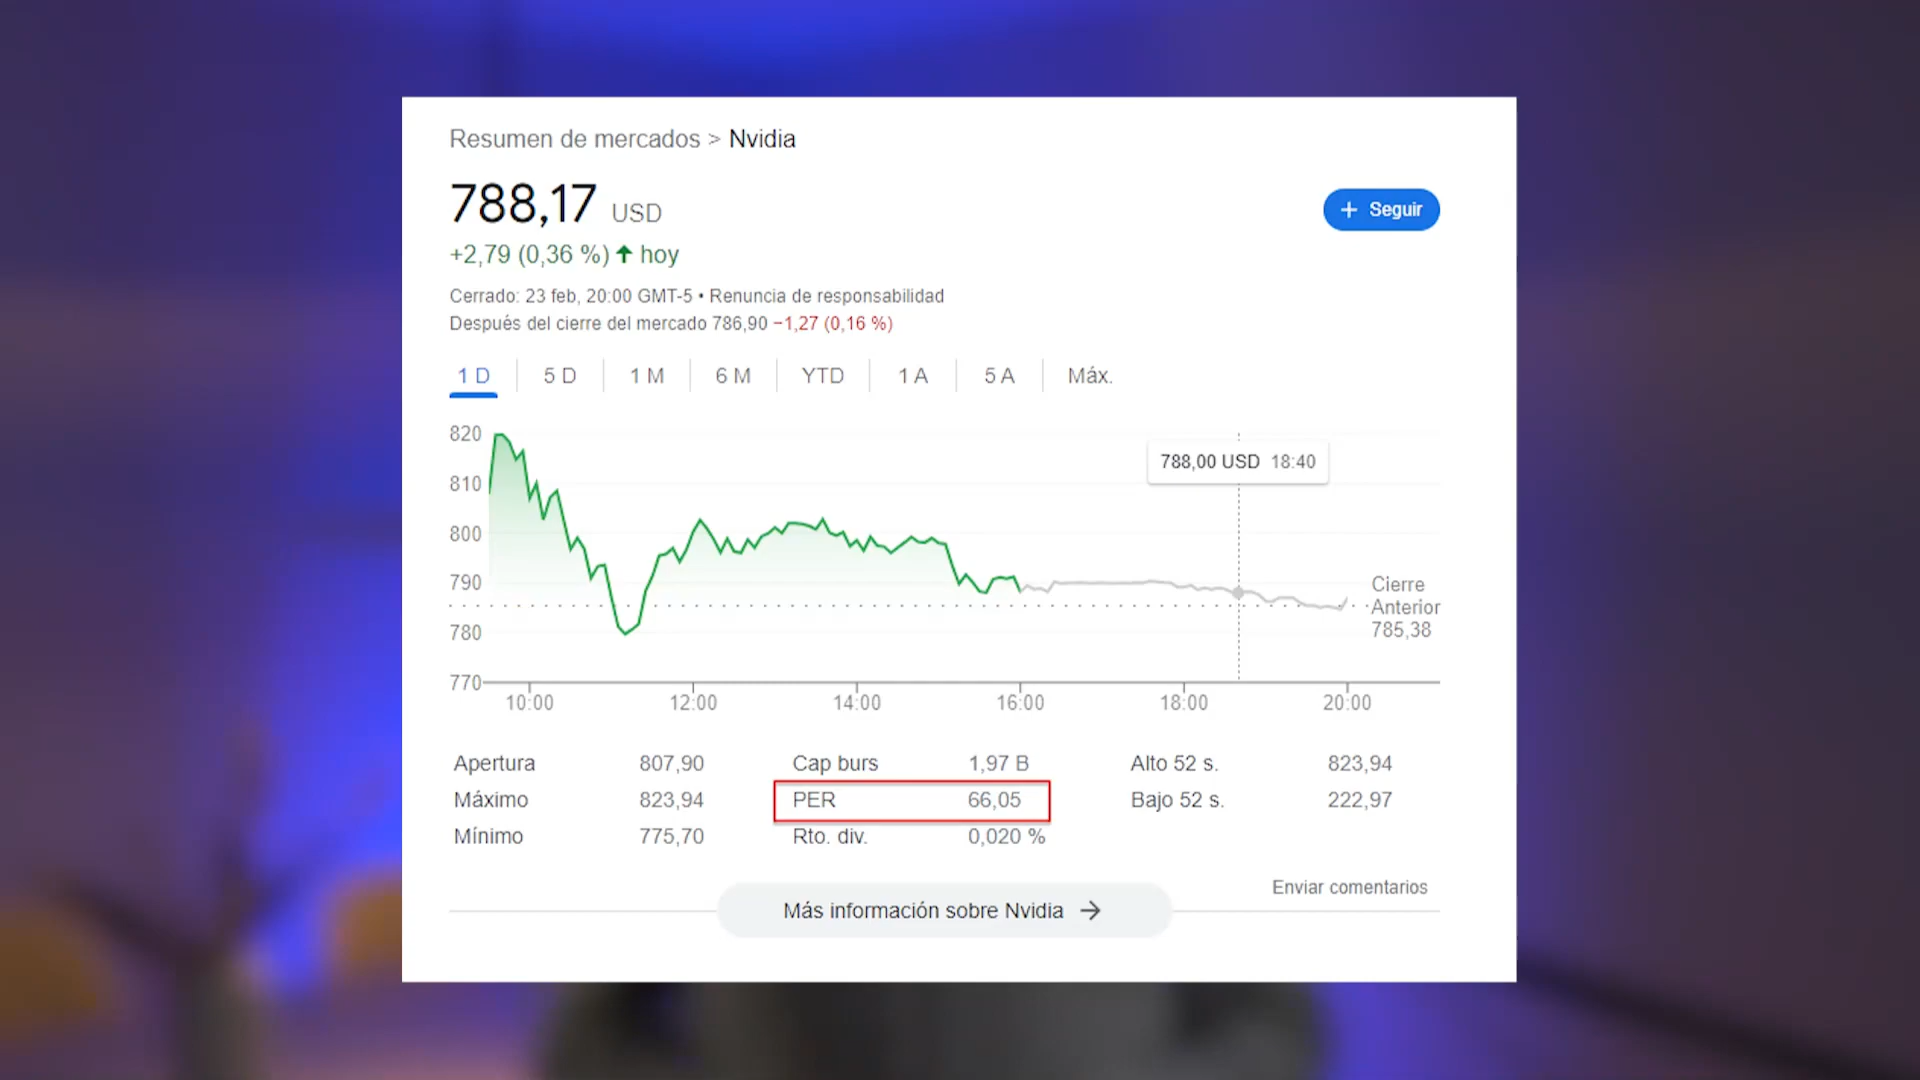 Resumen de mercados > Nvidia
788,17 USD
+ Seguir
+2,79 (0,36 %) ↑ hoy
Cerrado: 23 feb, 20:00 GMT-5 • Renuncia de responsabilidad
Después del cierre del mercado 786,90 −1,27 (0,16 %)
1 D 5 D 1 M 6 M YTD 1 A 5 A Máx.
820
788,00 USD 18:40
810
800
790
Cierre
Anterior
785,38
780
770
10:00 12:00 14:00 16:00 18:00 20:00
Apertura 807,90 Cap burs 1,97 B Alto 52 s. 823,94
Máximo 823,94 PER 66,05 Bajo 52 s. 222,97
Mínimo 775,70 Rto. div. 0,020 %
Enviar comentarios
Más información sobre Nvidia →